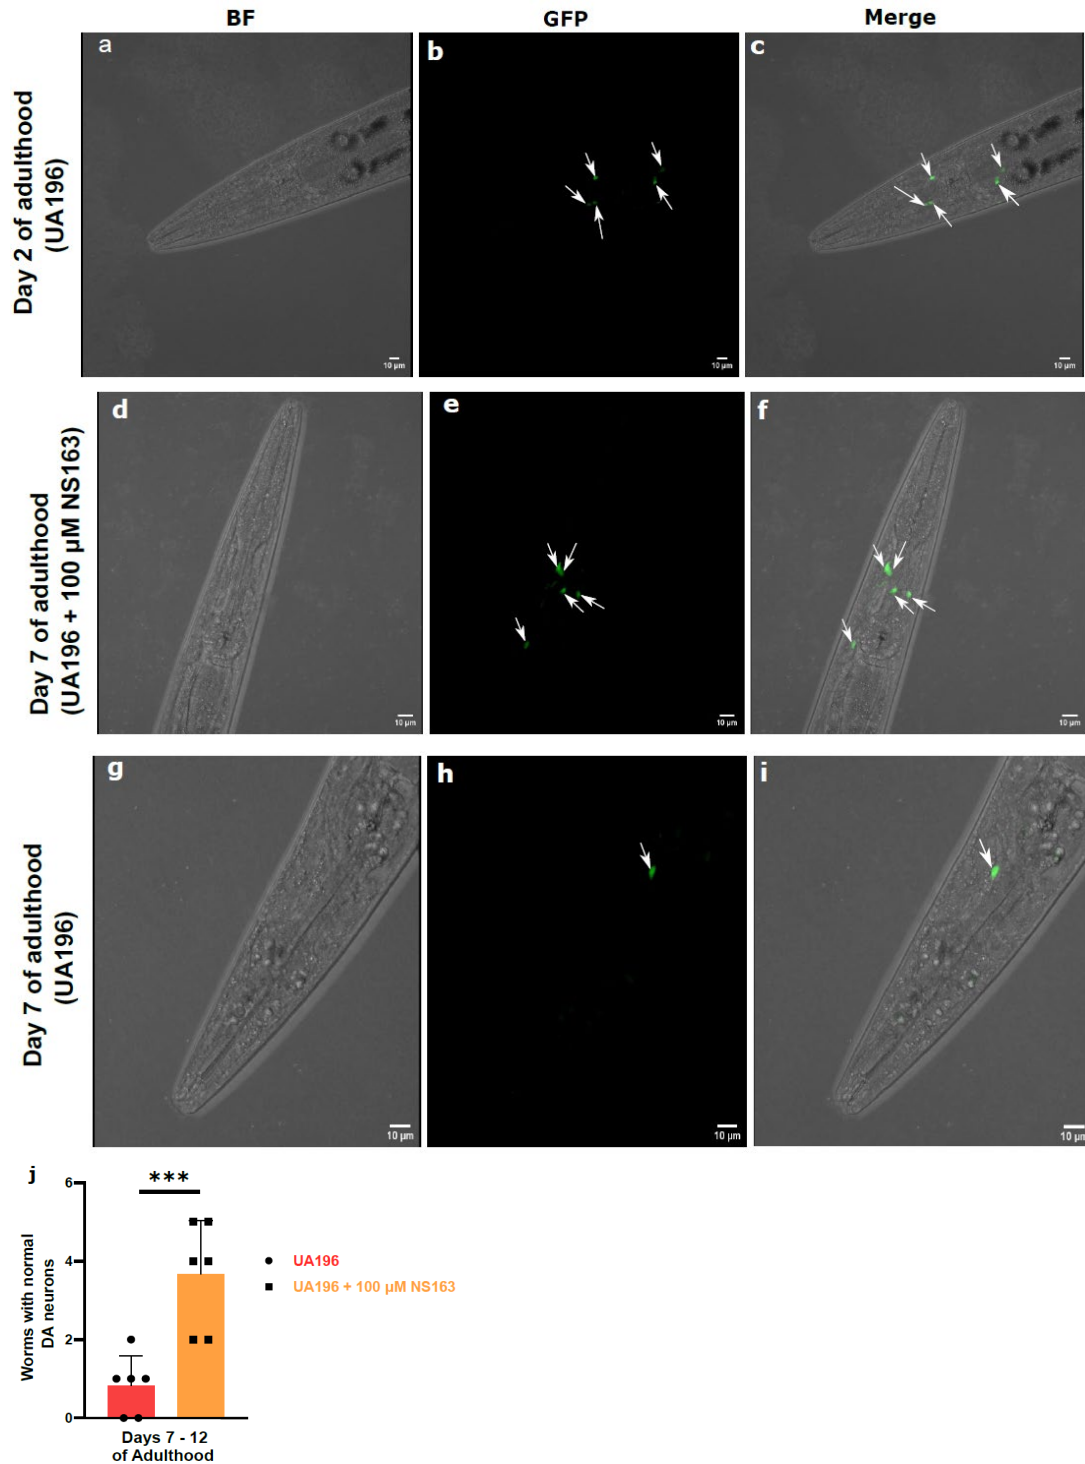 BF
GFP
Merge
Day 2 of adulthood
(UA196)
a
b
c
10 µm
10 µm
10 µm
Day 7 of adulthood
(UA196 + 100 µM NS163)
d
e
f
10 µm
10 µm
10 µm
Day 7 of adulthood
(UA196)
g
h
i
10 µm
10 µm
10 µm
j
***
Worms with normal
DA neurons
6
4
2
0
UA196
UA196 + 100 µM NS163
Days 7 - 12
of Adulthood